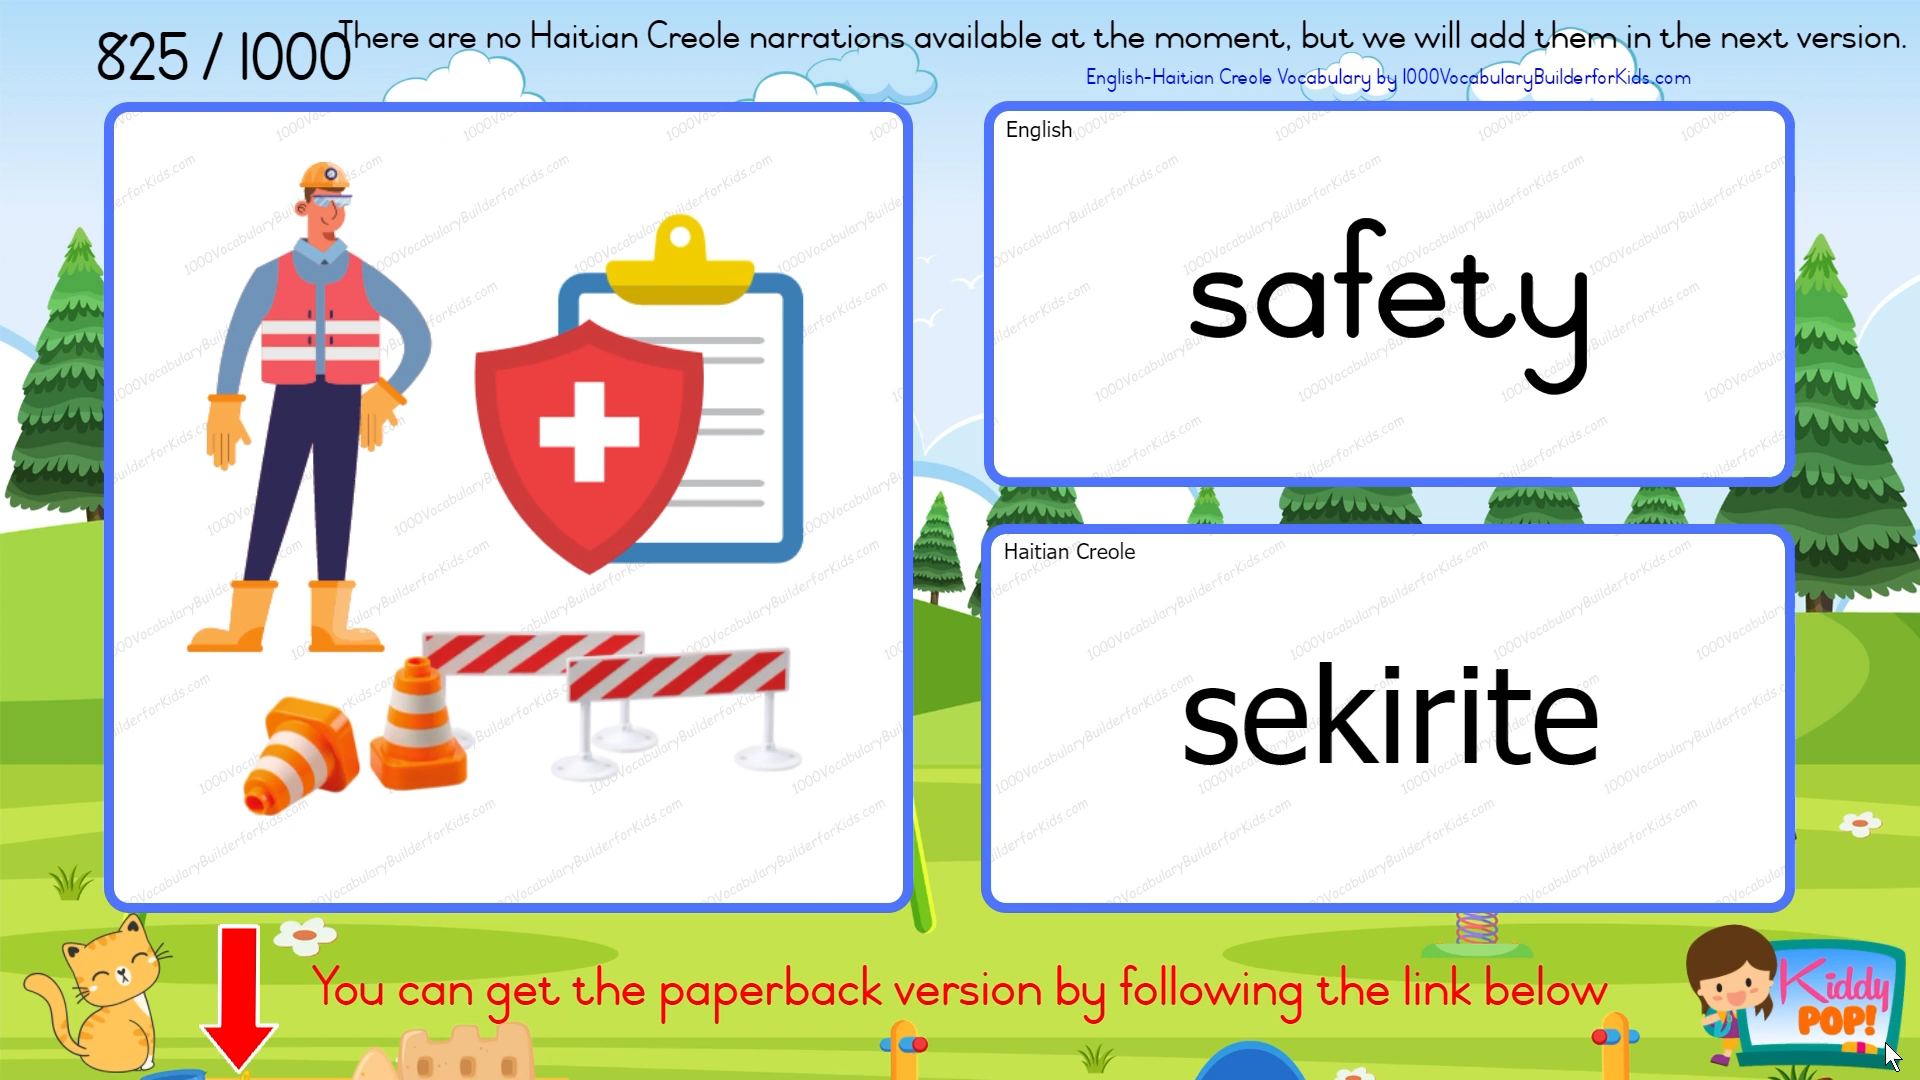 825 / 1000
There are no Haitian Creole narrations available at the moment, but we will add them in the next version.
English-Haitian Creole Vocabulary by 1000VocabularyBuilderforKids.com
English
safety
Haitian Creole
sekirite
You can get the paperback version by following the link below
Kiddy
POP!
1000VocabularyBuilderforKids.com